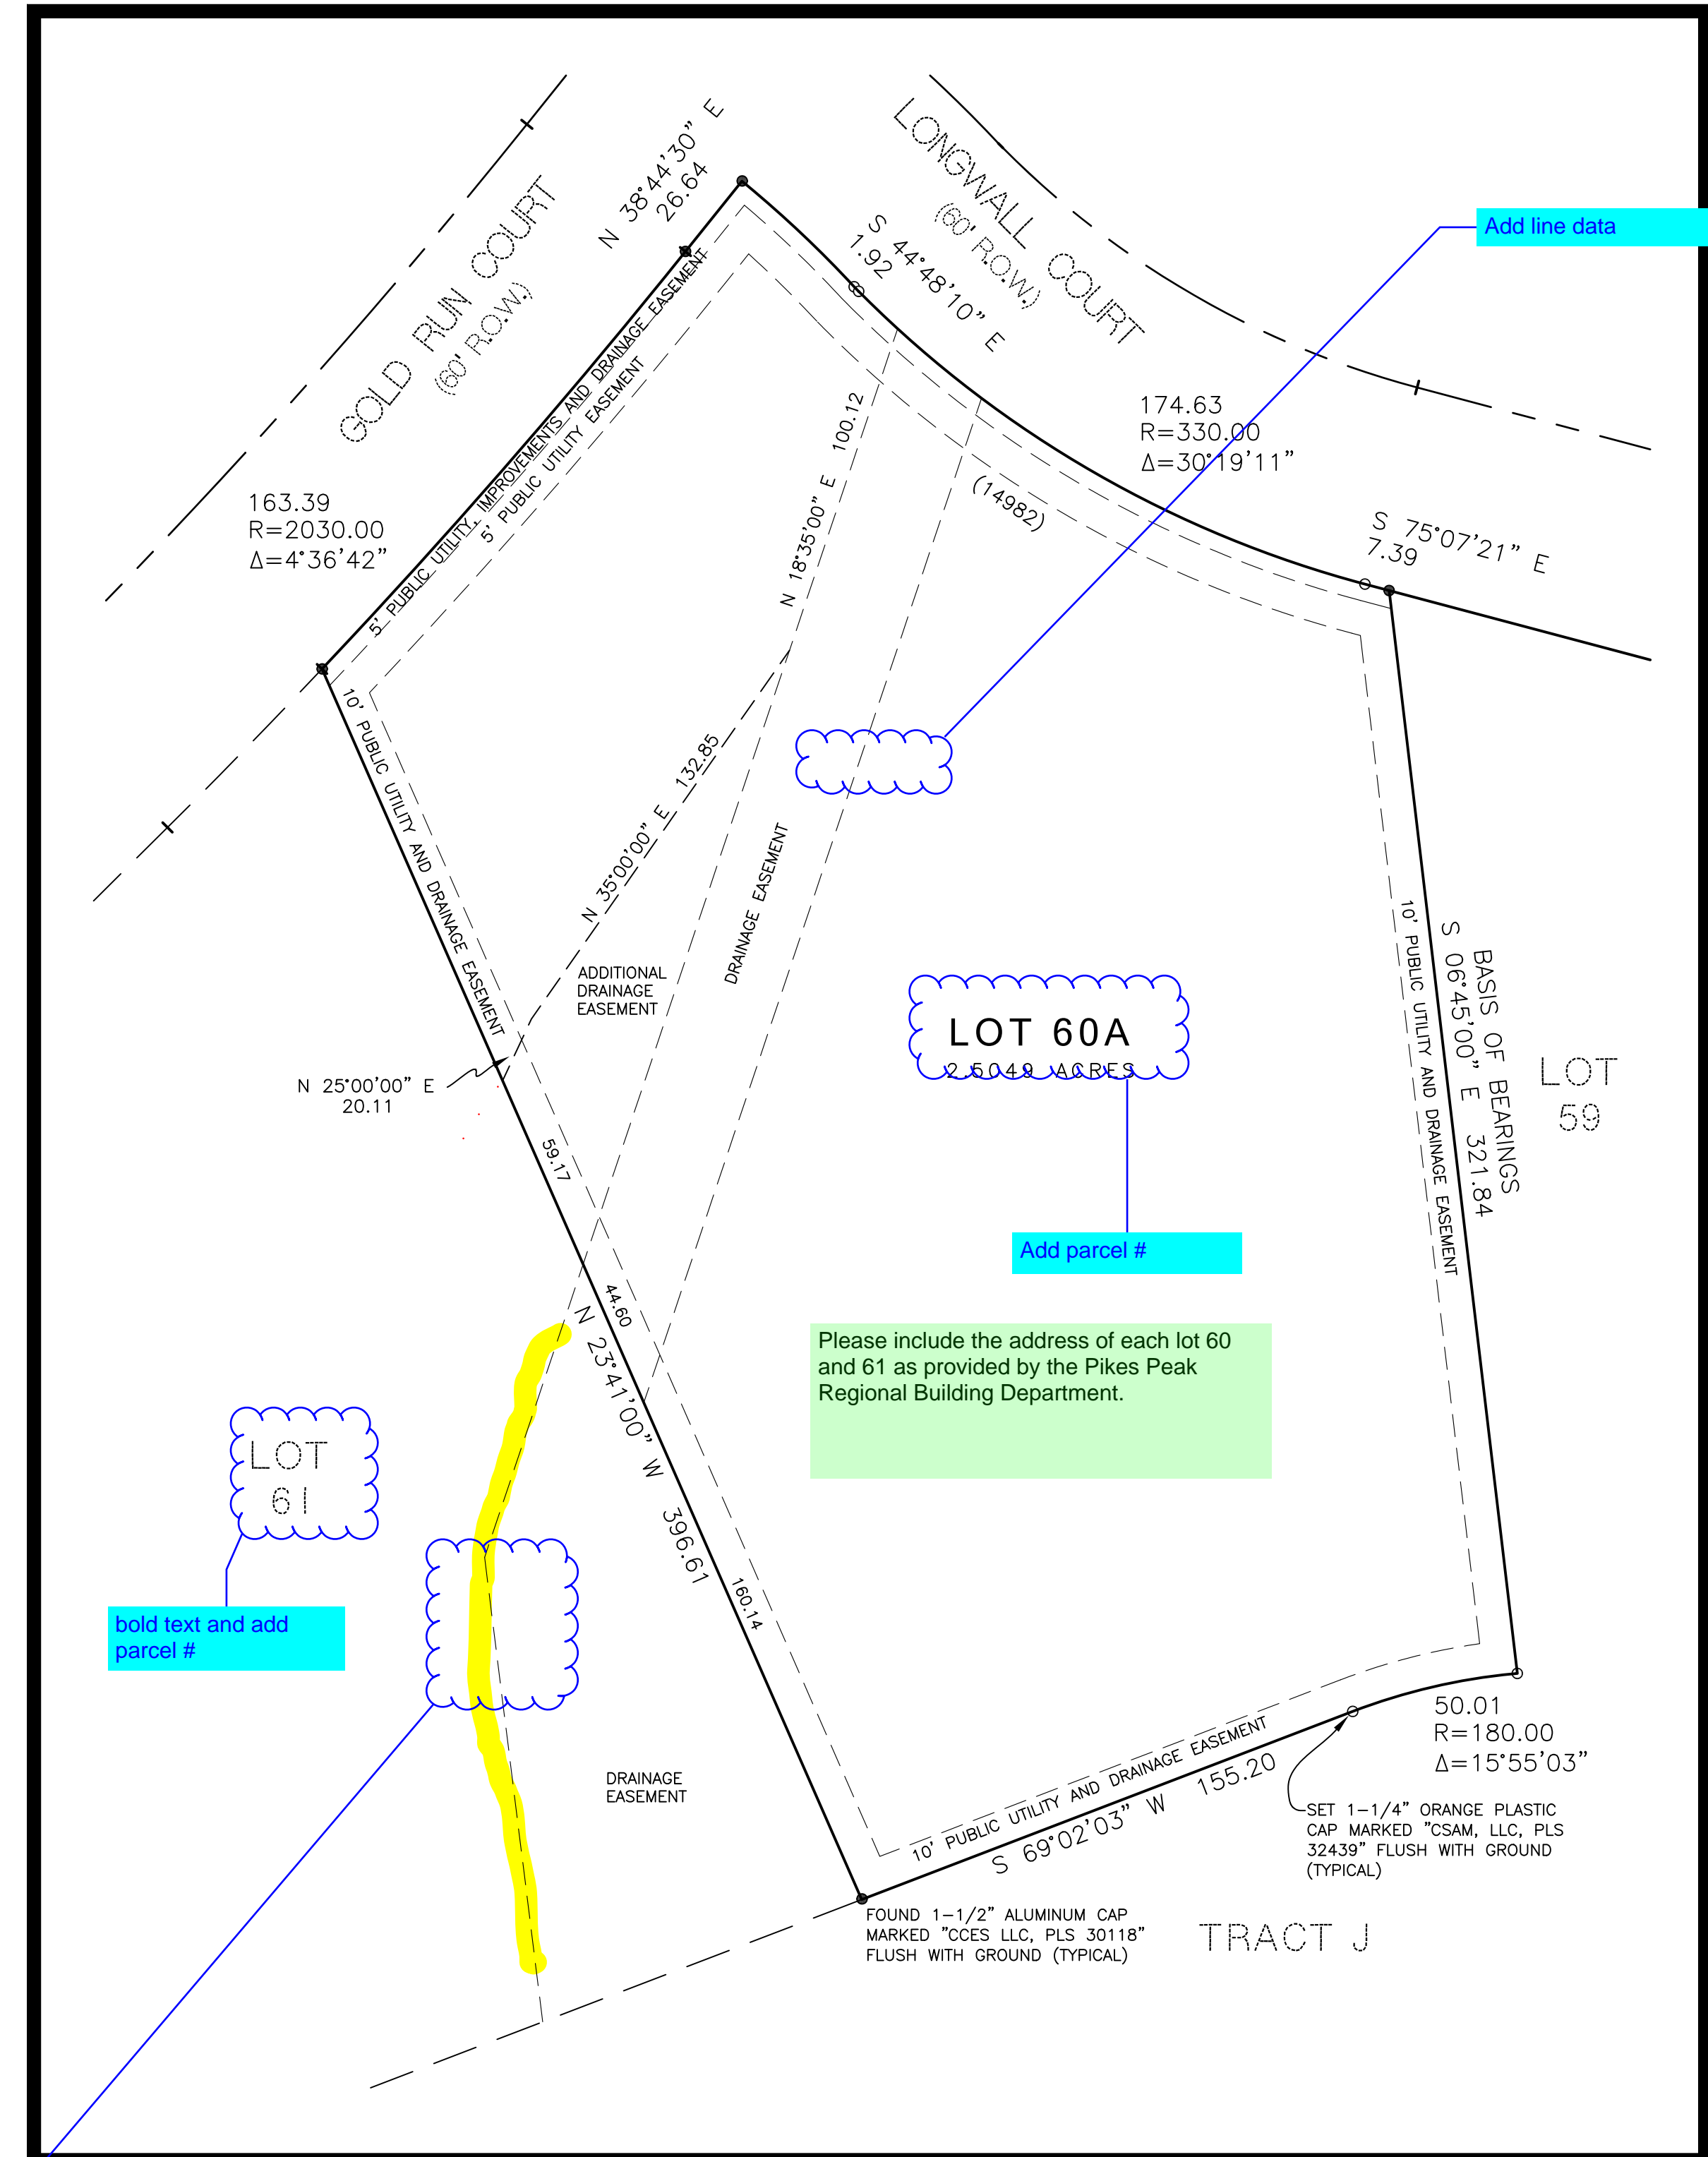 N 38°44'30" E
26.64
LONGWALL COURT
(60' R.O.W.)
GOLD RUN COURT
(60' R.O.W.)
S 44°48'10" E
1.92
Add line data
5' PUBLIC UTILITY, IMPROVEMENTS AND DRAINAGE EASEMENT
5' PUBLIC UTILITY EASEMENT
163.39
R=2030.00
Δ=4°36'42"
N 18°35'00" E 100.12
174.63
R=330.00
Δ=30°19'11"
(14982)
S 75°07'21" E
7.39
10' PUBLIC UTILITY AND DRAINAGE EASEMENT
N 35°00'00" E 132.85
DRAINAGE EASEMENT
ADDITIONAL
DRAINAGE
EASEMENT
LOT 60A
2.5049 ACRES
10' PUBLIC UTILITY AND DRAINAGE EASEMENT
BASIS OF BEARINGS
S 06°45'00" E 321.84
LOT
59
N 25°00'00" E
20.11
59.17
Add parcel #
44.60
N 23°41'00" W 396.61
Please include the address of each lot 60
and 61 as provided by the Pikes Peak
Regional Building Department.
LOT
61
bold text and add
parcel #
160.14
DRAINAGE
EASEMENT
10' PUBLIC UTILITY AND DRAINAGE EASEMENT
S 69°02'03" W 155.20
50.01
R=180.00
Δ=15°55'03"
SET 1-1/4" ORANGE PLASTIC
CAP MARKED "CSAM, LLC, PLS
32439" FLUSH WITH GROUND
(TYPICAL)
FOUND 1-1/2" ALUMINUM CAP
MARKED "CCES LLC, PLS 30118"
FLUSH WITH GROUND (TYPICAL)
TRACT J